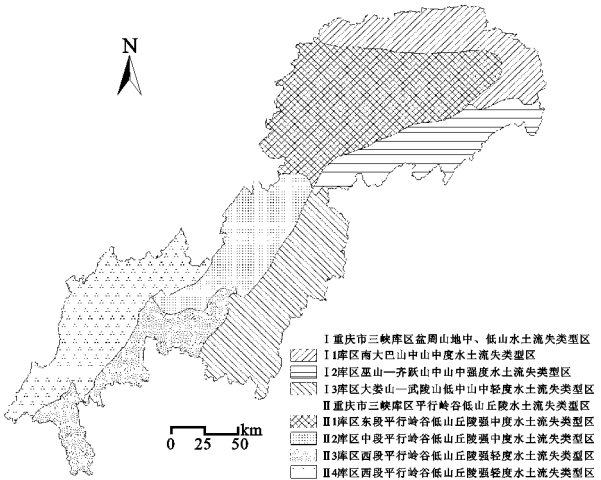 N
Ⅰ重庆市三峡库区盆周山地中、低山水土流失类型区
Ⅰ1库区南大巴山中山中度水土流失类型区
Ⅰ2库区巫山—齐跃山中山中强度水土流失类型区
Ⅰ3库区大娄山—武陵山低中山中轻度水土流失类型区
Ⅱ重庆市三峡库区平行岭谷低山丘陵水土流失类型区
Ⅱ1库区东段平行岭谷低山丘陵强中度水土流失类型区
Ⅱ2库区中段平行岭谷低山丘陵强中度水土流失类型区
Ⅱ3库区西段平行岭谷低山丘陵强轻度水土流失类型区
Ⅱ4库区西段平行岭谷低山丘陵强轻度水土流失类型区
km
0 25 50